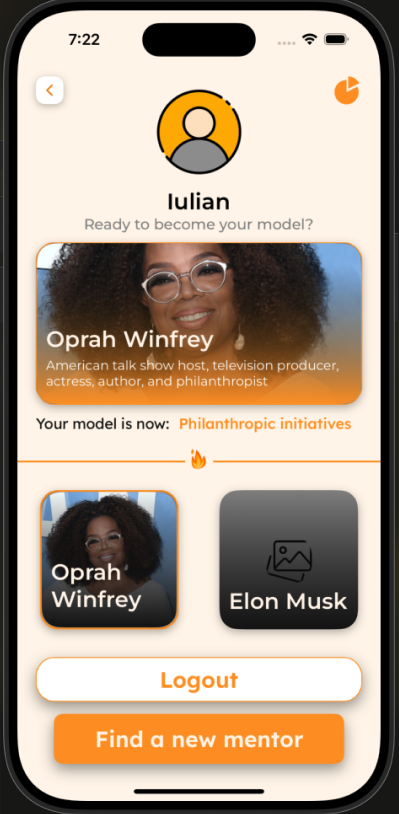 7:22
Iulian
Ready to become your model?
Oprah Winfrey
American talk show host, television producer,
actress, author, and philanthropist
Your model is now: Philanthropic initiatives
Oprah
Winfrey
Elon Musk
Logout
Find a new mentor